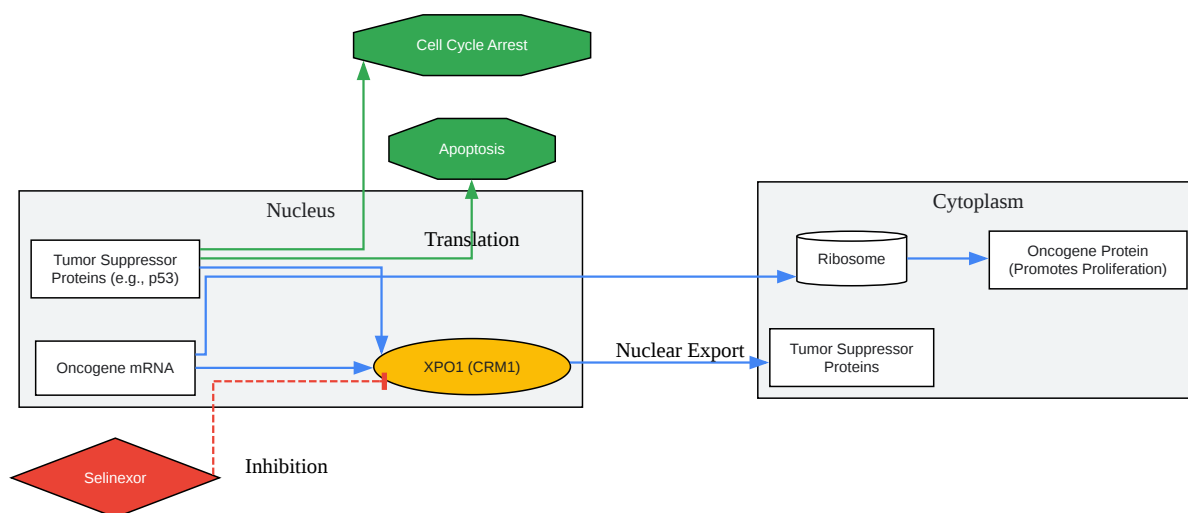 Cell Cycle Arrest
Apoptosis
Nucleus
Cytoplasm
Tumor Suppressor
Proteins (e.g., p53)
Translation
Ribosome
Oncogene Protein
(Promotes Proliferation)
Oncogene mRNA
XPO1 (CRM1)
Nuclear Export
Tumor Suppressor
Proteins
Selinexor
Inhibition